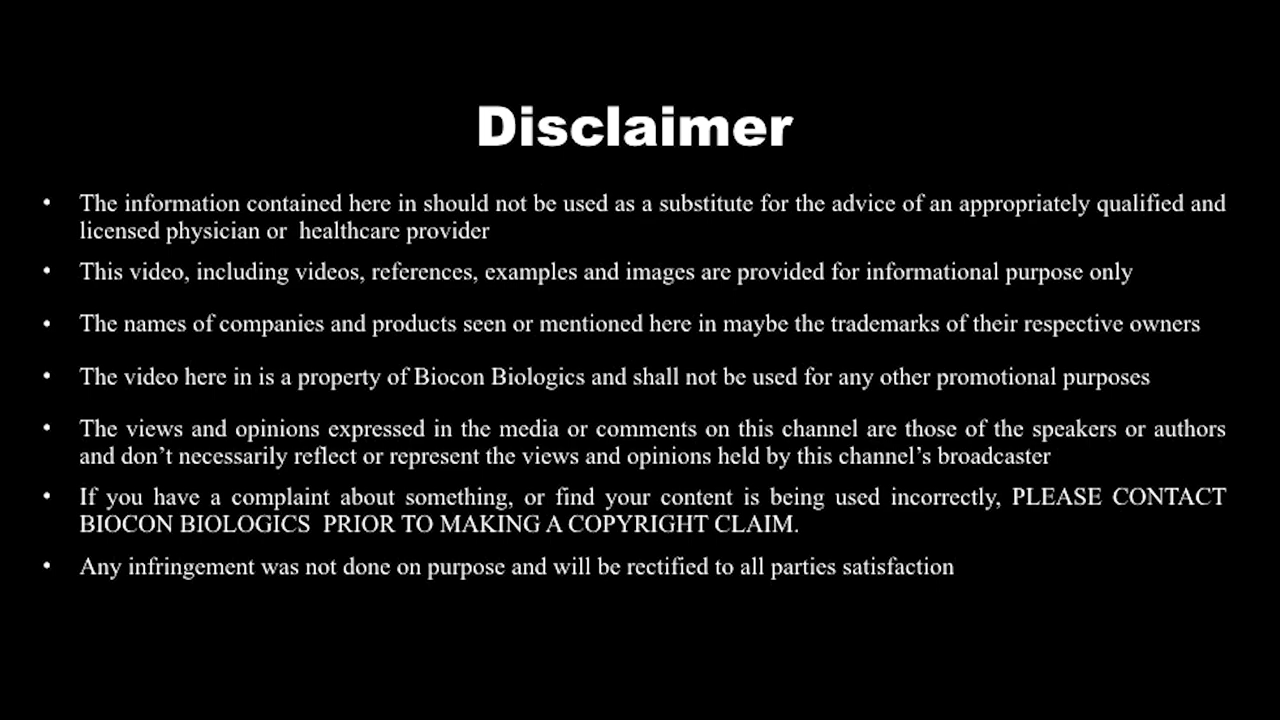 Disclaimer
• The information contained here in should not be used as a substitute for the advice of an appropriately qualified and
licensed physician or  healthcare provider
• This video, including videos, references, examples and images are provided for informational purpose only
• The names of companies and products seen or mentioned here in maybe the trademarks of their respective owners
• The video here in is a property of Biocon Biologics and shall not be used for any other promotional purposes
• The views and opinions expressed in the media or comments on this channel are those of the speakers or authors
and don’t necessarily reflect or represent the views and opinions held by this channel’s broadcaster
• If you have a complaint about something, or find your content is being used incorrectly, PLEASE CONTACT
BIOCON BIOLOGICS  PRIOR TO MAKING A COPYRIGHT CLAIM.
• Any infringement was not done on purpose and will be rectified to all parties satisfaction